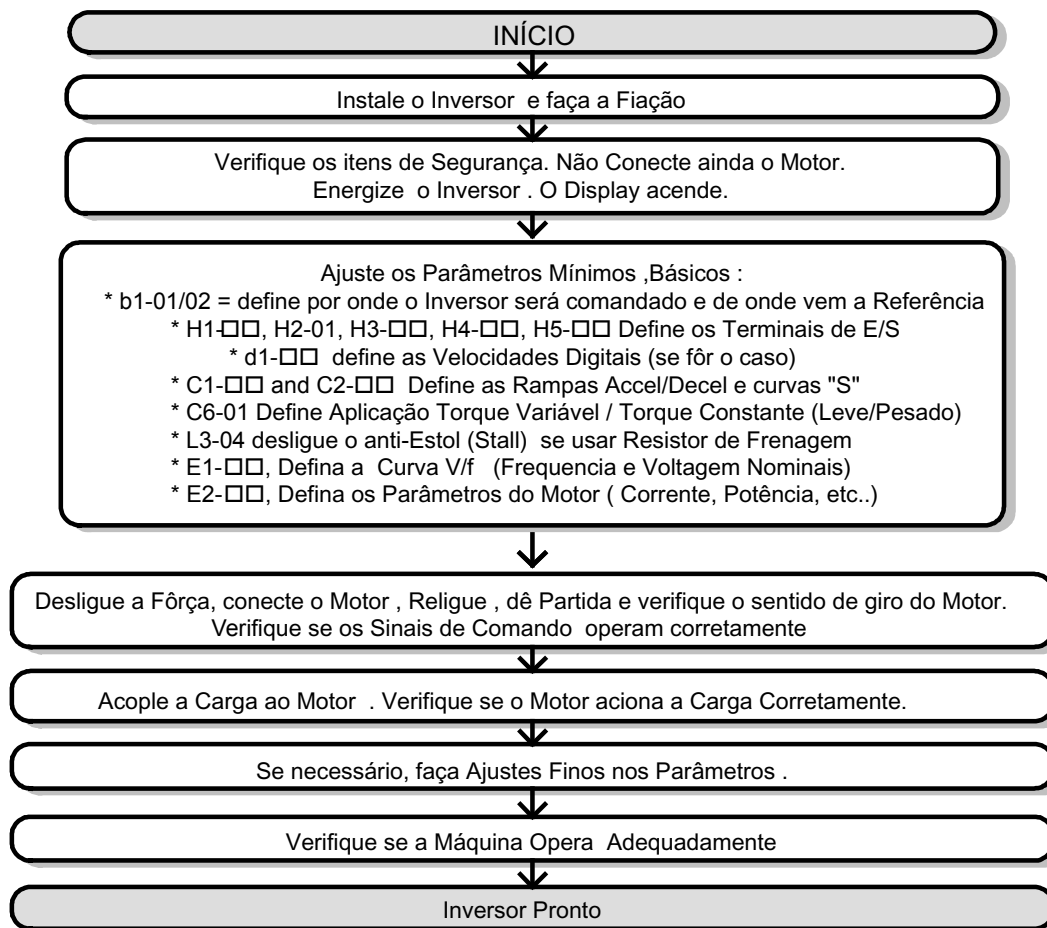 INÍCIO
Instale o Inversor e faça a Fiação
Verifique os itens de Segurança. Não Conecte ainda o Motor.
Energize o Inversor . O Display acende.
Ajuste os Parâmetros Mínimos ,Básicos :
* b1-01/02 = define por onde o Inversor será comandado e de onde vem a Referência
* H1-□□, H2-01, H3-□□, H4-□□, H5-□□ Define os Terminais de E/S
* d1-□□ define as Velocidades Digitais (se fôr o caso)
* C1-□□ and C2-□□ Define as Rampas Accel/Decel e curvas "S"
* C6-01 Define Aplicação Torque Variável / Torque Constante (Leve/Pesado)
* L3-04 desligue o anti-Estol (Stall) se usar Resistor de Frenagem
* E1-□□, Defina a Curva V/f (Frequencia e Voltagem Nominais)
* E2-□□, Defina os Parâmetros do Motor ( Corrente, Potência, etc..)
Desligue a Fôrça, conecte o Motor , Religue , dê Partida e verifique o sentido de giro do Motor.
Verifique se os Sinais de Comando operam corretamente
Acople a Carga ao Motor . Verifique se o Motor aciona a Carga Corretamente.
Se necessário, faça Ajustes Finos nos Parâmetros .
Verifique se a Máquina Opera Adequadamente
Inversor Pronto